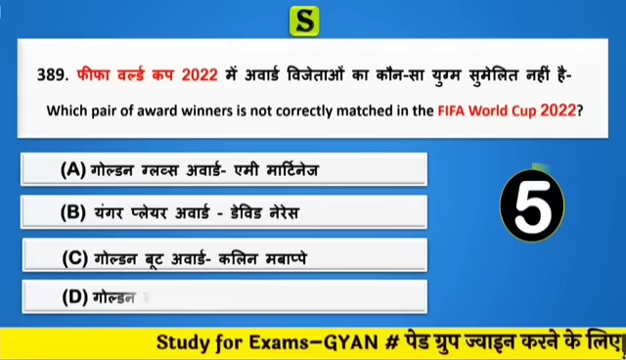 S
389. फीफा वर्ल्ड कप 2022 में अवार्ड विजेताओं का कौन-सा युग्म सुमेलित नहीं है-
Which pair of award winners is not correctly matched in the FIFA World Cup 2022?
(A) गोल्डन ग्लव्स अवार्ड- एमी मार्टिनेज
(B) यंगर प्लेयर अवार्ड - डेविड नेरेस
(C) गोल्डन बूट अवार्ड- कलिन मबाप्पे
(D) गोल्डन
5
Study for Exams–GYAN # पेड ग्रुप ज्वाइन करने के लिए